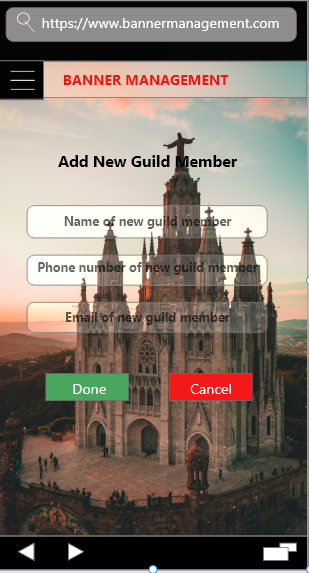 https://www.bannermanagement.com
BANNER MANAGEMENT
Add New Guild Member
Name of new guild member
Phone number of new guild member
Email of new guild member
Done
Cancel